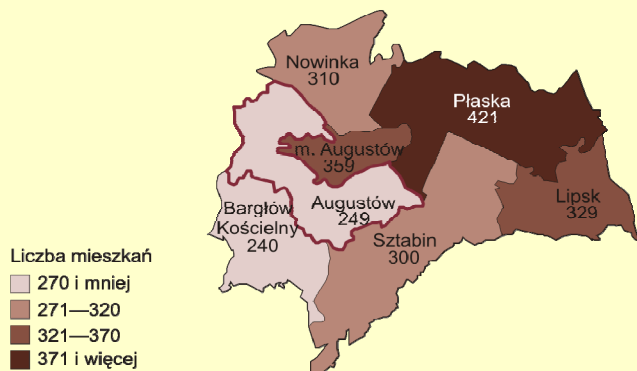 Nowinka
310
Płaska
421
m. Augustów
359
Lipsk
329
Augustów
249
Bargłów
Kościelny
240
Sztabin
300
Liczba mieszkań
270 i mniej
271—320
321—370
371 i więcej